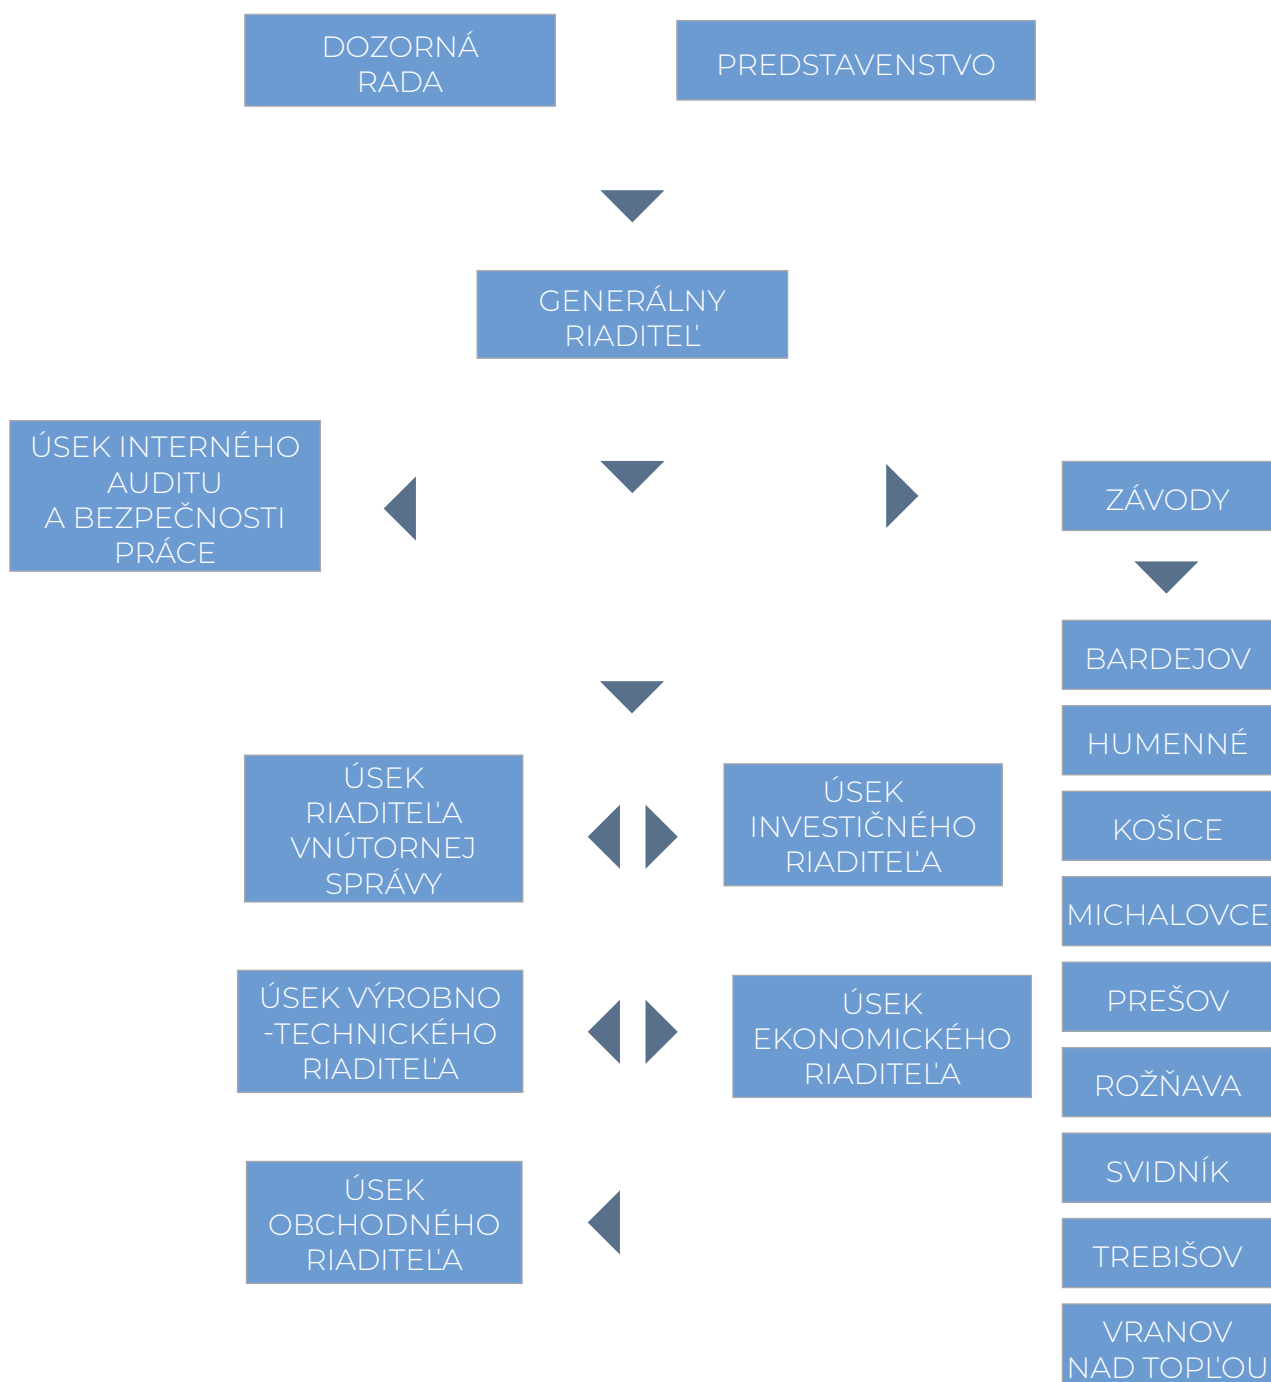 DOZORNÁ
RADA
PREDSTAVENSTVO
GENERÁLNY
RIADITEĽ
ÚSEK INTERNÉHO
AUDITU
A BEZPEČNOSTI
PRÁCE
ZÁVODY
BARDEJOV
HUMENNÉ
KOŠICE
MICHALOVCE
PREŠOV
ROŽŇAVA
SVIDNÍK
TREBIŠOV
VRANOV
NAD TOPĽOU
ÚSEK
RIADITEĽA
VNÚTORNEJ
SPRÁVY
ÚSEK
INVESTIČNÉHO
RIADITEĽA
ÚSEK VÝROBNO
-TECHNICKÉHO
RIADITEĽA
ÚSEK
EKONOMICKÉHO
RIADITEĽA
ÚSEK
OBCHODNÉHO
RIADITEĽA